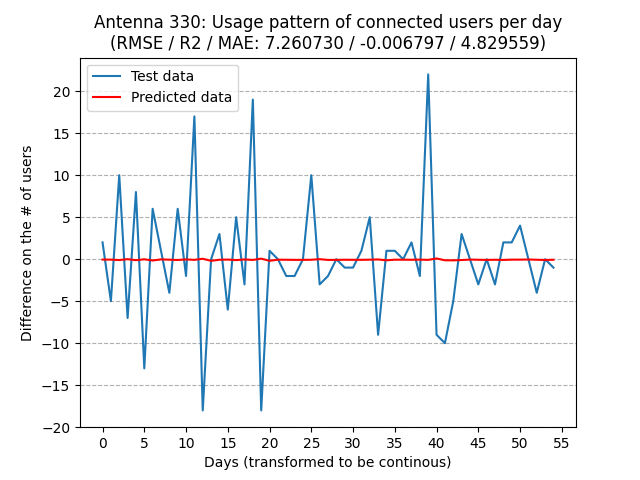 Antenna 330: Usage pattern of connected users per day
(RMSE / R2 / MAE: 7.260730 / -0.006797 / 4.829559)
Test data
Predicted data
Difference on the # of users
20
15
10
5
0
−5
−10
−15
−20
0 5 10 15 20 25 30 35 40 45 50 55
Days (transformed to be continous)